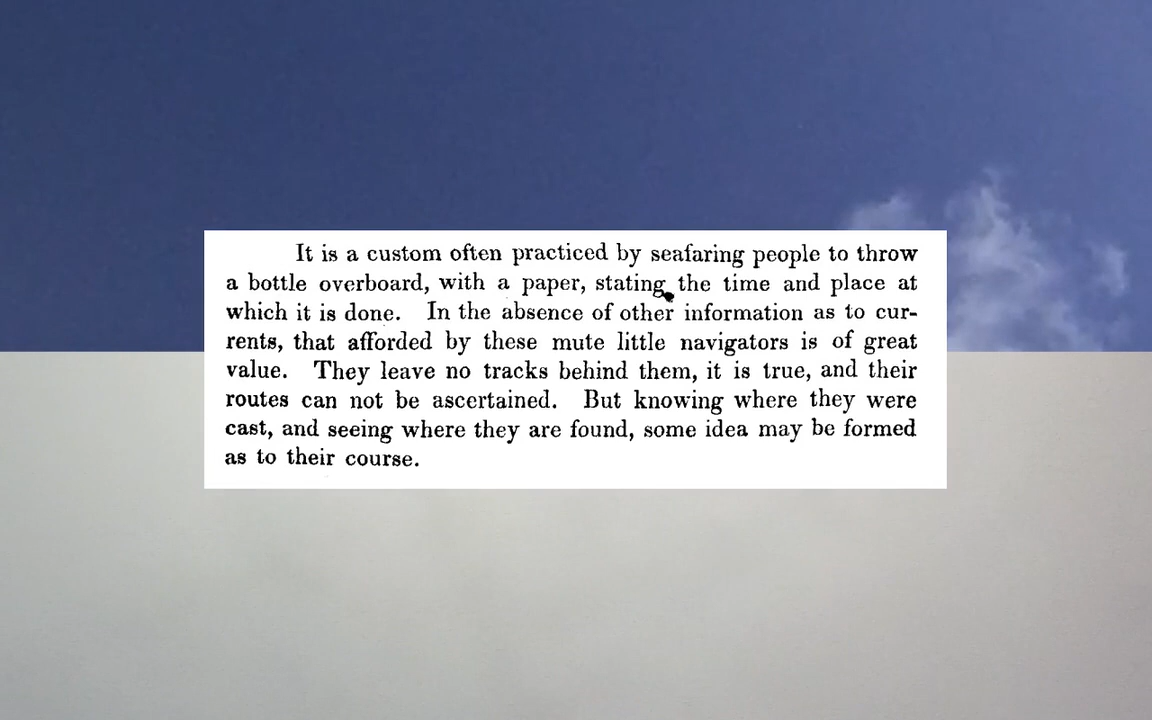 It is a custom often practiced by seafaring people to throw
a bottle overboard, with a paper, stating the time and place at
which it is done. In the absence of other information as to cur-
rents, that afforded by these mute little navigators is of great
value. They leave no tracks behind them, it is true, and their
routes can not be ascertained. But knowing where they were
cast, and seeing where they are found, some idea may be formed
as to their course.